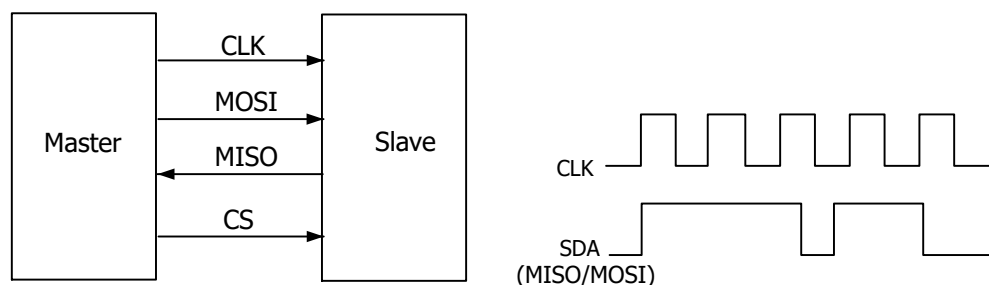 CLK
MOSI
Master
Slave
MISO
CS
CLK
SDA
(MISO/MOSI)